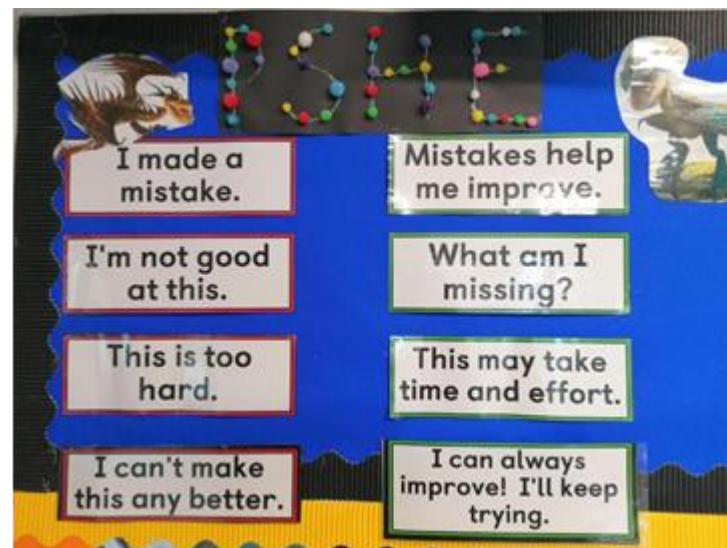 PSHE
I made a
mistake.
Mistakes help
me improve.
I'm not good
at this.
What am I
missing?
This is too
hard.
This may take
time and effort.
I can't make
this any better.
I can always
improve! I'll keep
trying.